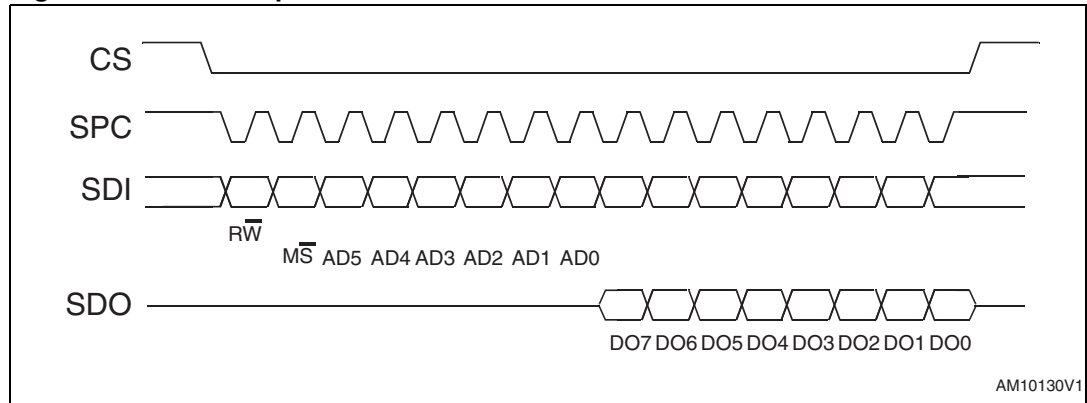 CS
SPC
SDI
RW̅
MS̅ AD5 AD4 AD3 AD2 AD1 AD0
SDO
DO7 DO6 DO5 DO4 DO3 DO2 DO1 DO0
AM10130V1